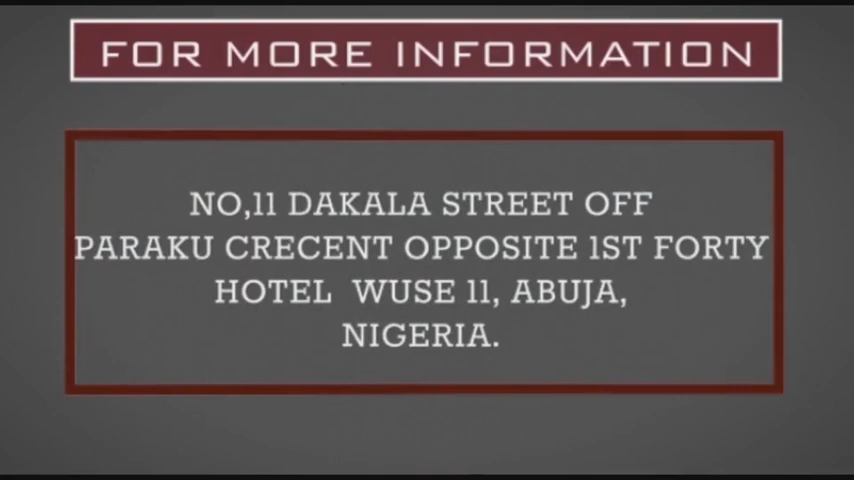 FOR MORE INFORMATION
NO,11 DAKALA STREET OFF
PARAKU CRECENT OPPOSITE 1ST FORTY
HOTEL WUSE 11, ABUJA,
NIGERIA.